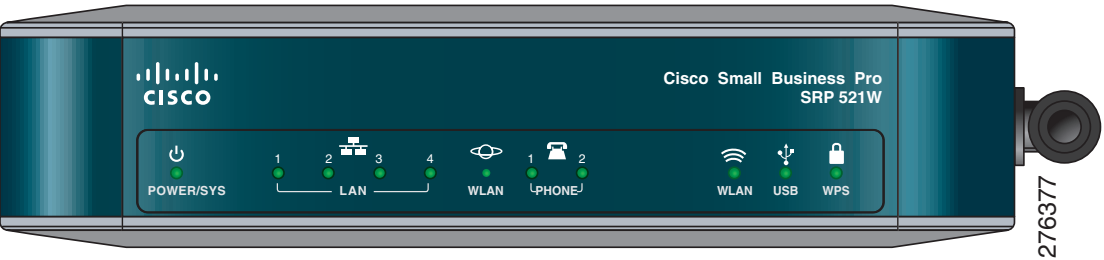 CISCO
Cisco Small Business Pro
SRP 521W
1 2 3 4 1 2
POWER/SYS LAN WLAN PHONE WLAN USB WPS
276377